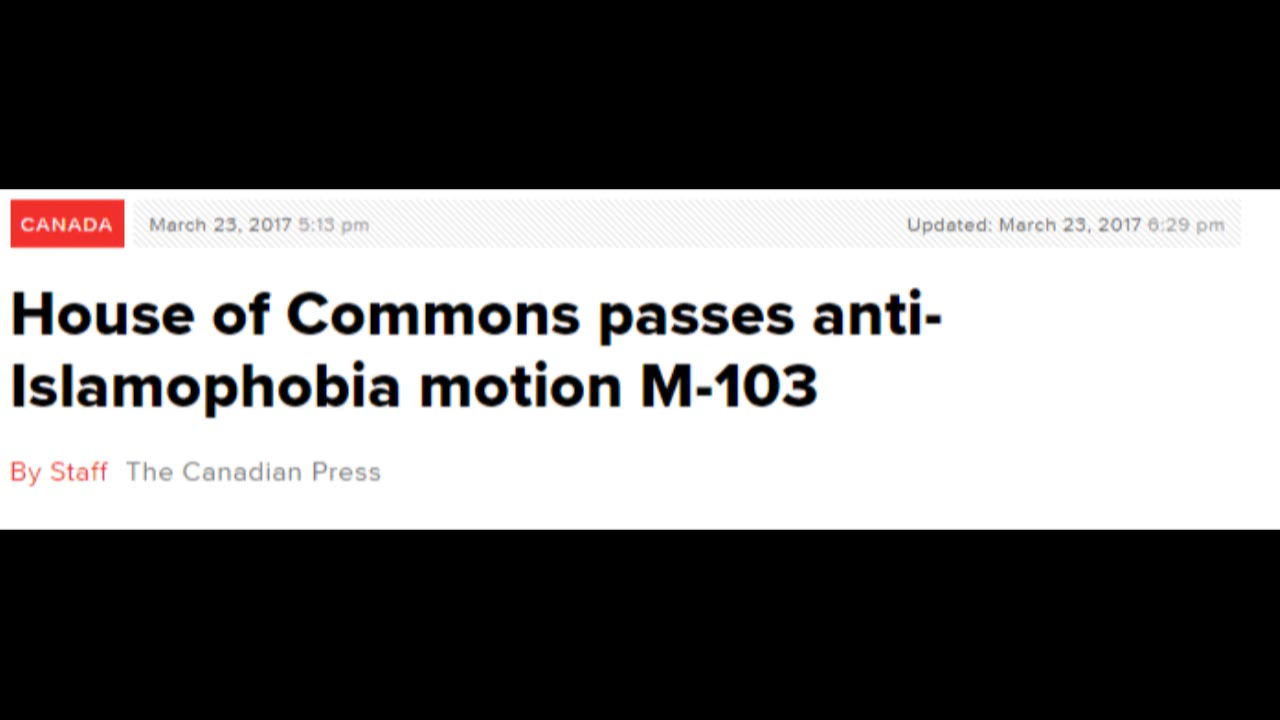 CANADA March 23, 2017 5:13 pm Updated: March 23, 2017 6:29 pm
House of Commons passes anti-
Islamophobia motion M-103
By Staff The Canadian Press